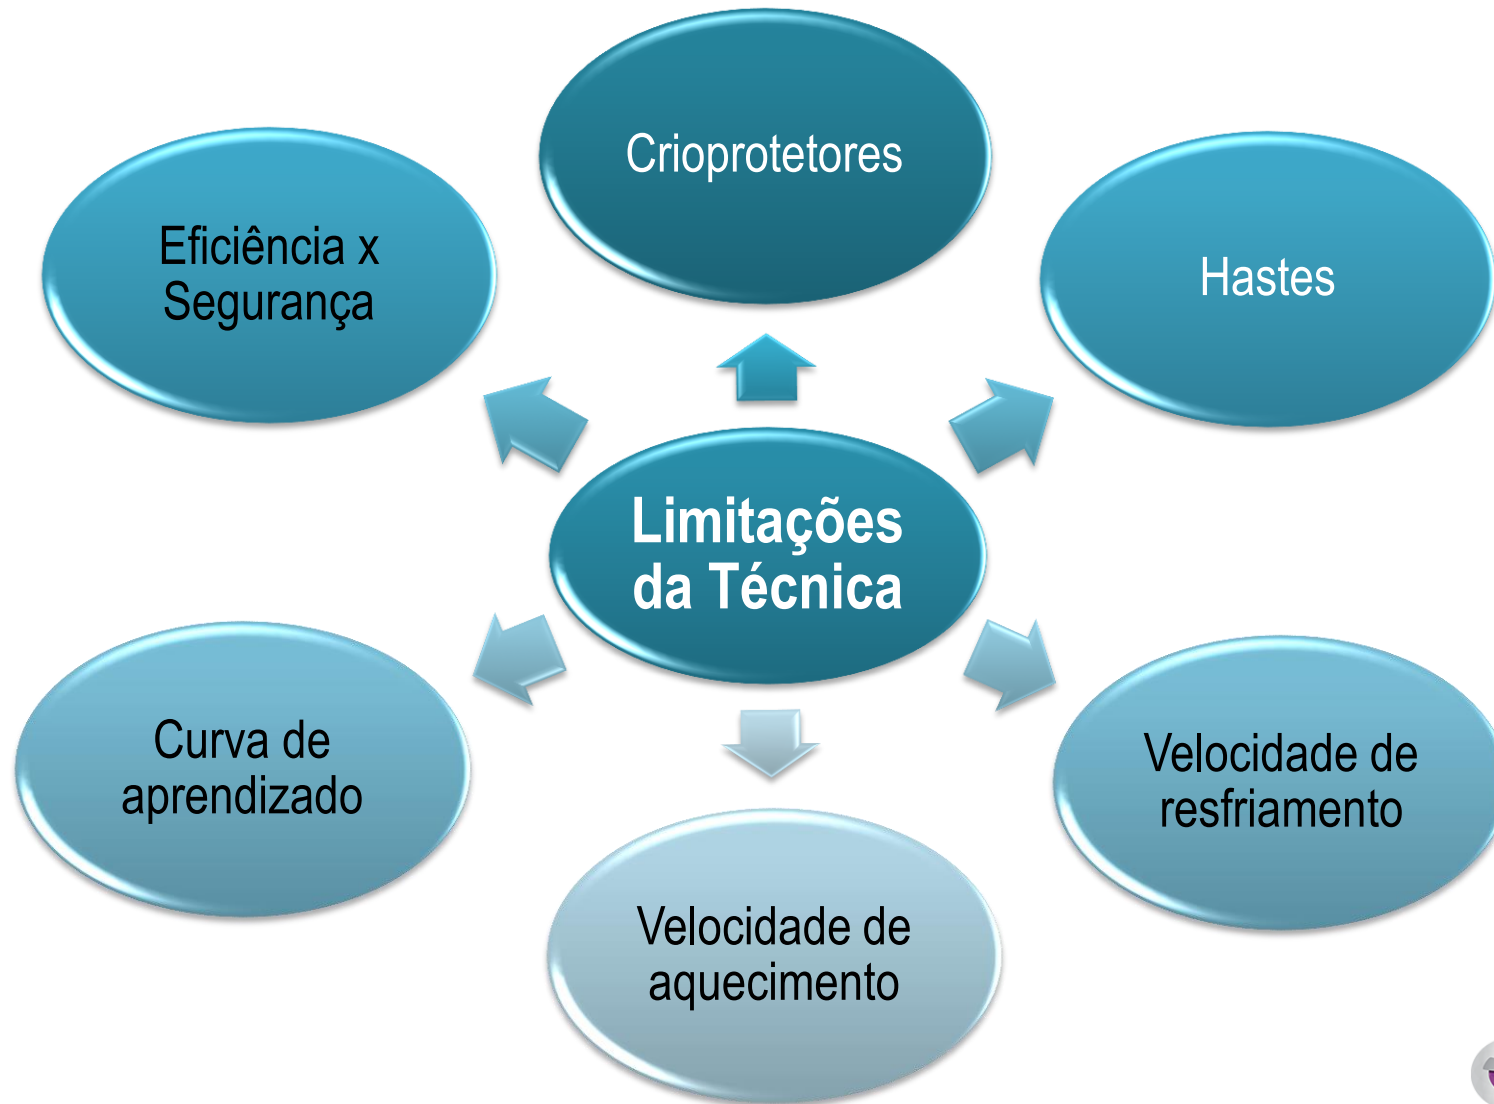 Crioprotetores
Eficiência x
Segurança
Hastes
Limitações
da Técnica
Curva de
aprendizado
Velocidade de
resfriamento
Velocidade de
aquecimento